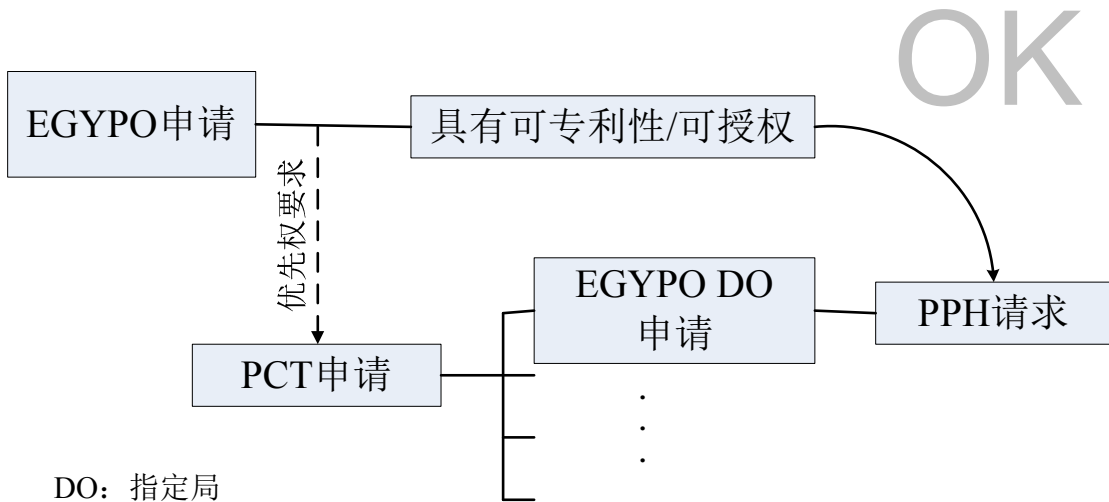 OK
EGYPO申请
具有可专利性/可授权
优先权要求
EGYPO DO
申请
PPH请求
PCT申请
DO：指定局